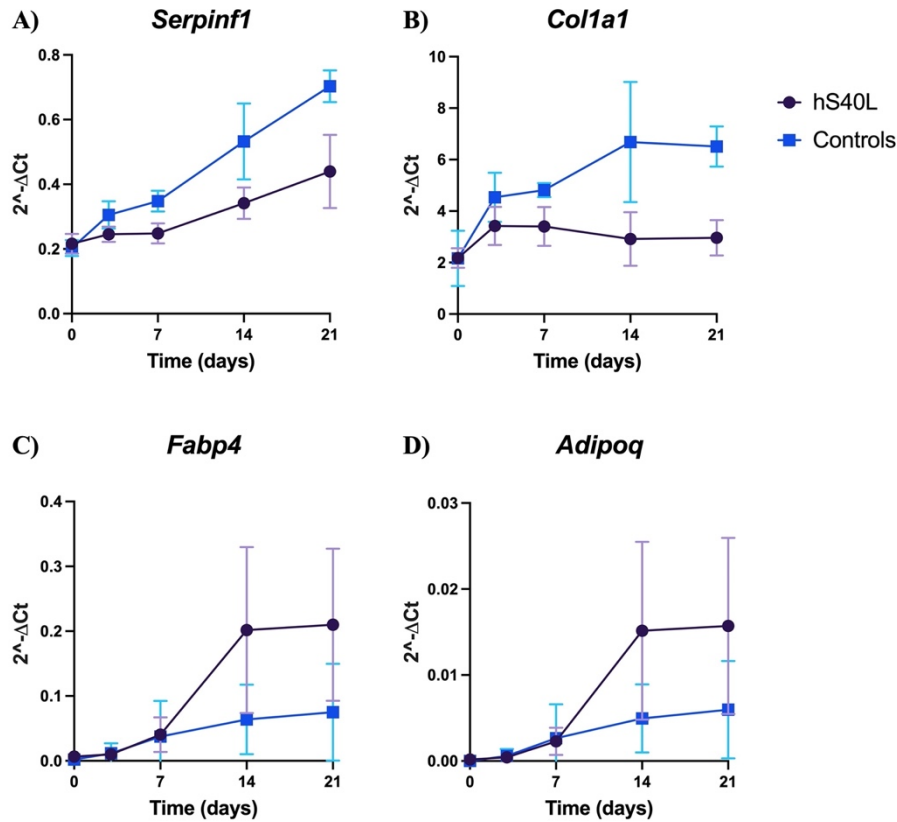 A) Serpinf1
0.8
0.6
0.4
0.2
0.0
2^-ΔCt
0 7 14 21
Time (days)
B) Col1a1
10
8
6
4
2
0
2^-ΔCt
0 7 14 21
Time (days)
hS40L
Controls
C) Fabp4
0.4
0.3
0.2
0.1
0.0
2^-ΔCt
0 7 14 21
Time (days)
D) Adipoq
0.03
0.02
0.01
0.00
2^-ΔCt
0 7 14 21
Time (days)